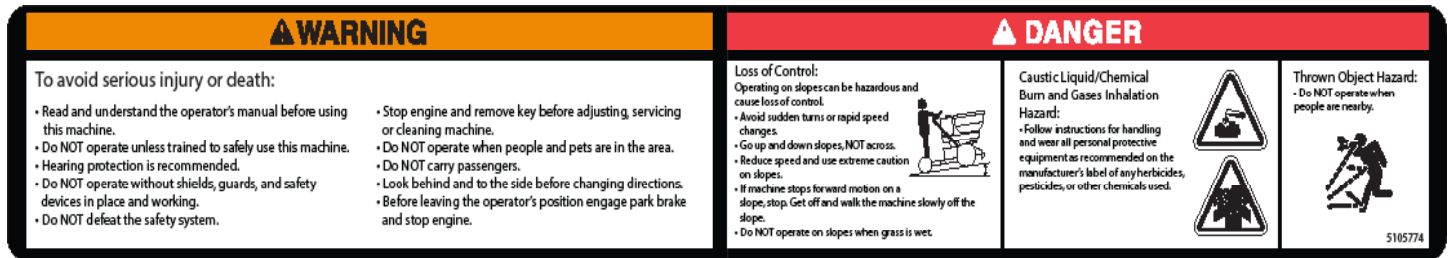 WARNING
To avoid serious injury or death:
• Read and understand the operator's manual before using
this machine.
• Do NOT operate unless trained to safely use this machine.
• Hearing protection is recommended.
• Do NOT operate without shields, guards, and safety
devices in place and working.
• Do NOT defeat the safety system.
• Stop engine and remove key before adjusting, servicing
or cleaning machine.
• Do NOT operate when people and pets are in the area.
• Do NOT carry passengers.
• Look behind and to the side before changing directions.
• Before leaving the operator's position engage park brake
and stop engine.
DANGER
Loss of Control:
Operating on slopes can be hazardous and
cause loss of control.
• Avoid sudden turns or rapid speed
changes.
• Go up and down slopes, NOT across.
• Reduce speed and use extreme caution
on slopes.
• If machine stops forward motion on a
slope, stop. Get off and walk the machine slowly off the
slope.
• Do NOT operate on slopes when grass is wet.
Caustic Liquid/Chemical
Burn and Gases Inhalation
Hazard:
• Follow instructions for handling
and wear all personal protective
equipment as recommended on the
manufacturer's label of any herbicides,
pesticides, or other chemicals used.
Thrown Object Hazard:
• Do NOT operate when
people are nearby.
5105774